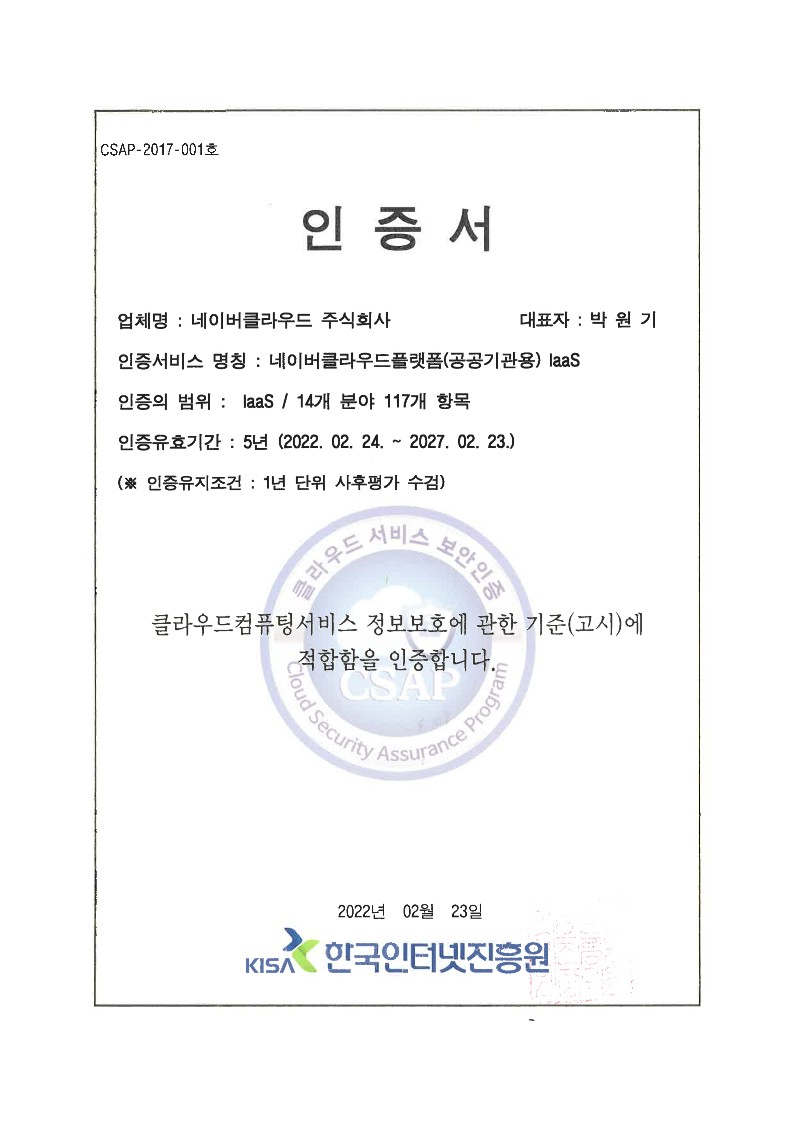 CSAP-2017-001호
인 증 서
업체명 : 네이버클라우드 주식회사 대표자 : 박 원 기
인증서비스 명칭 : 네이버클라우드플랫폼(공공기관용) IaaS
인증의 범위 : IaaS / 14개 분야 117개 항목
인증유효기간 : 5년 (2022. 02. 24. ~ 2027. 02. 23.)
(※ 인증유지조건 : 1년 단위 사후평가 수검)
클라우드 서비스 보안인증
클라우드컴퓨팅서비스 정보보호에 관한 기준(고시)에
적합함을 인증합니다.
CSAP
Cloud Security Assurance Program
2022년 02월 23일
KISA 한국인터넷진흥원